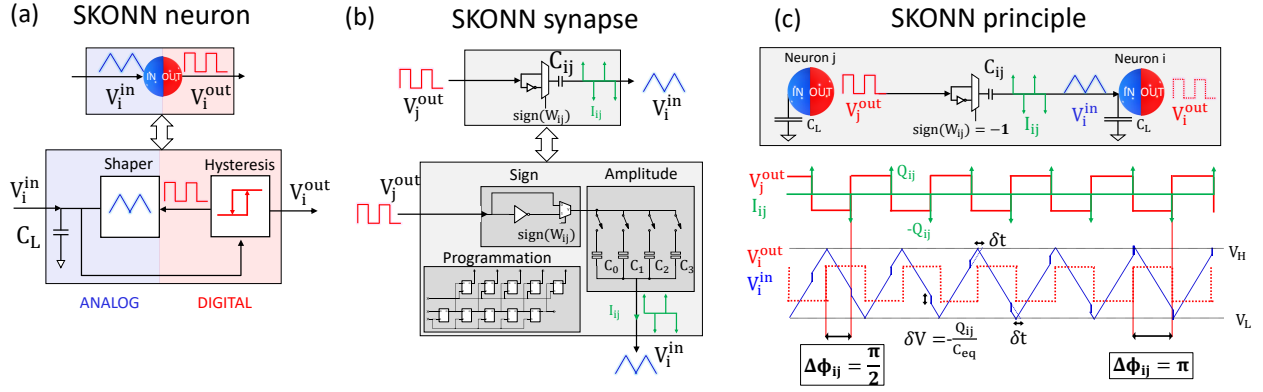 (a) SKONN neuron
IN OUT
V_i^in V_i^out
Shaper Hysteresis
V_i^in V_i^out
C_L
ANALOG DIGITAL
(b) SKONN synapse
C_ij
V_j^out I_ij V_i^in
sign(W_ij)
V_j^out Sign Amplitude
sign(W_ij)
C_0 C_1 C_2 C_3
Programmation
I_ij
V_i^in
(c) SKONN principle
Neuron j Neuron i
C_ij
IN OUT IN OUT
V_j^out I_ij V_i^in V_i^out
C_L C_L
sign(W_ij) = −1
V_j^out Q_ij
I_ij
-Q_ij
V_i^out δt V_H
V_i^in
V_L
δV =-Q_ij/C_eq δt
Δϕ_ij = π/2 Δϕ_ij = π